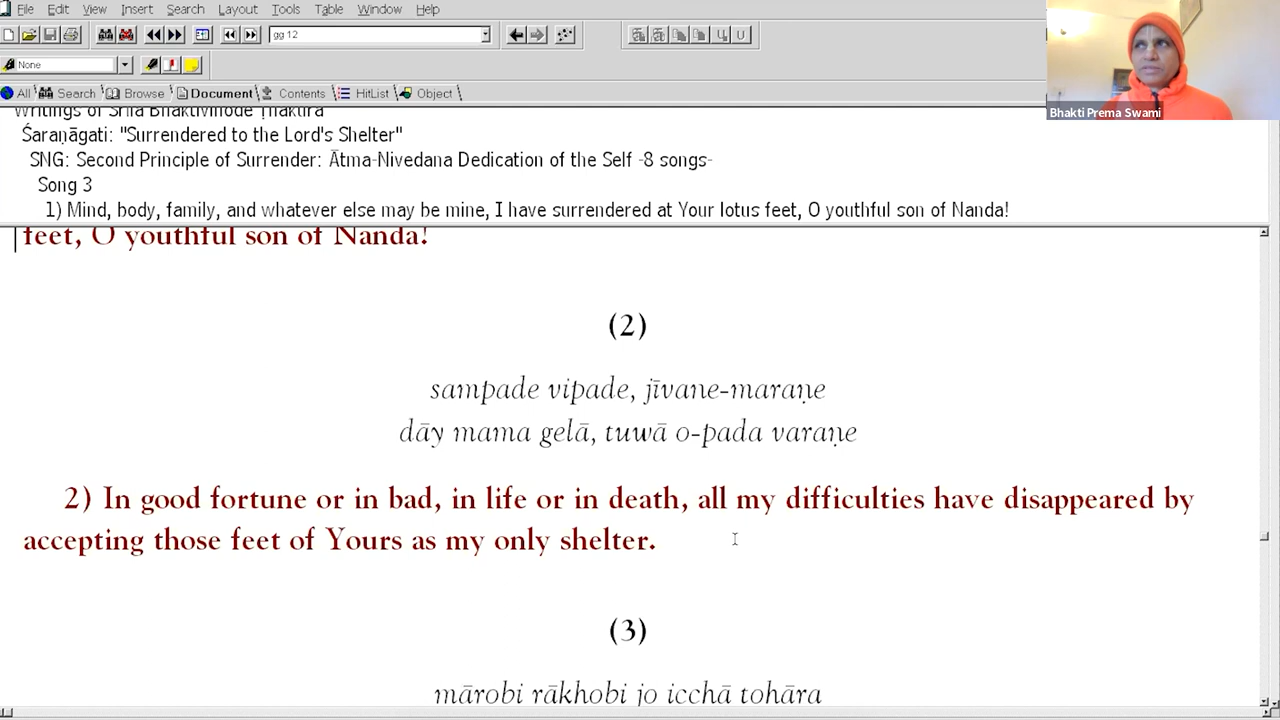 File Edit View Insert Search Layout Tools Table Window Help
gg 12
None
All Search Browse Document Contents HitList Object
Bhakti Prema Swami
Writings of Srila Bhaktivinode Ṭhākura
Śaraṇāgati: "Surrendered to the Lord's Shelter"
SNG: Second Principle of Surrender: Ātma-Nivedana Dedication of the Self -8 songs-
Song 3
1) Mind, body, family, and whatever else may be mine, I have surrendered at Your lotus feet, O youthful son of Nanda!
feet, O youthful son of Nanda!
(2)
sampade vipade, jīvane-maraṇe
dāy mama gelā, tuwā o-pada varaṇe
2) In good fortune or in bad, in life or in death, all my difficulties have disappeared by
accepting those feet of Yours as my only shelter.
(3)
mārobi rākhobi jo icchā tohāra